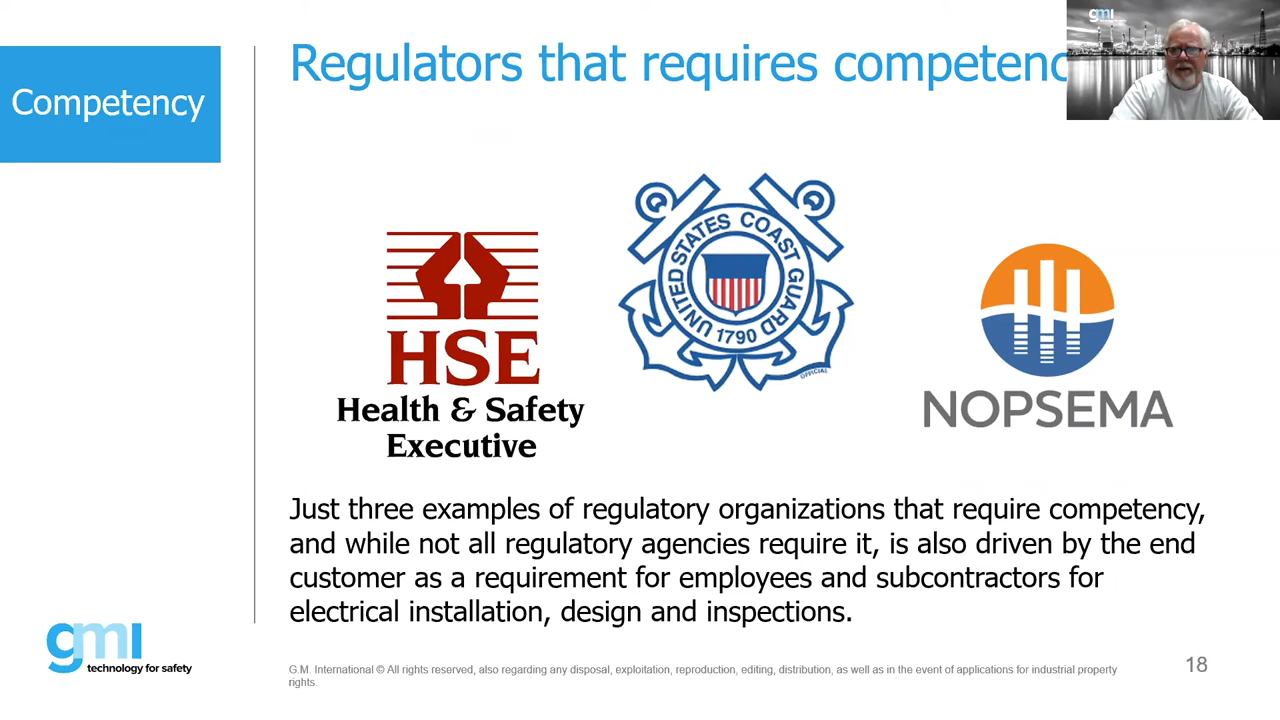 Competency
Regulators that requires competenc
gmi
HSE
Health & Safety
Executive
UNITED STATES COAST GUARD
1790
OFFICIAL
NOPSEMA
Just three examples of regulatory organizations that require competency,
and while not all regulatory agencies require it, is also driven by the end
customer as a requirement for employees and subcontractors for
electrical installation, design and inspections.
gmi
technology for safety
G.M. International © All rights reserved, also regarding any disposal, exploitation, reproduction, editing, distribution, as well as in the event of applications for industrial property
rights.
18